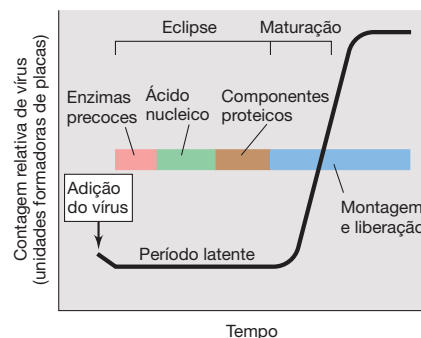 Eclipse
Maturação
Enzimas
precoces
Ácido
nucleico
Componentes
proteicos
Adição
do vírus
Montagem
e liberação
Período latente
Contagem relativa de vírus
(unidades formadoras de placas)
Tempo